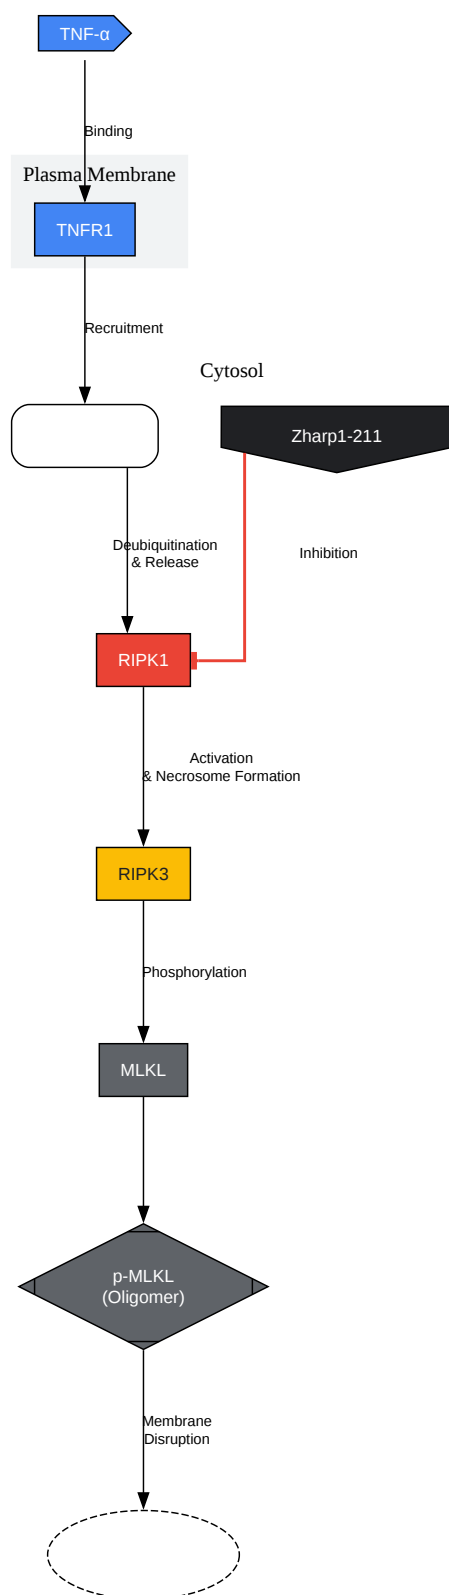 TNF-α
Binding
Plasma Membrane
TNFR1
Recruitment
Cytosol
Zharp1-211
Deubiquitination
& Release
Inhibition
RIPK1
Activation
& Necrosome Formation
RIPK3
Phosphorylation
MLKL
p-MLKL
(Oligomer)
Membrane
Disruption